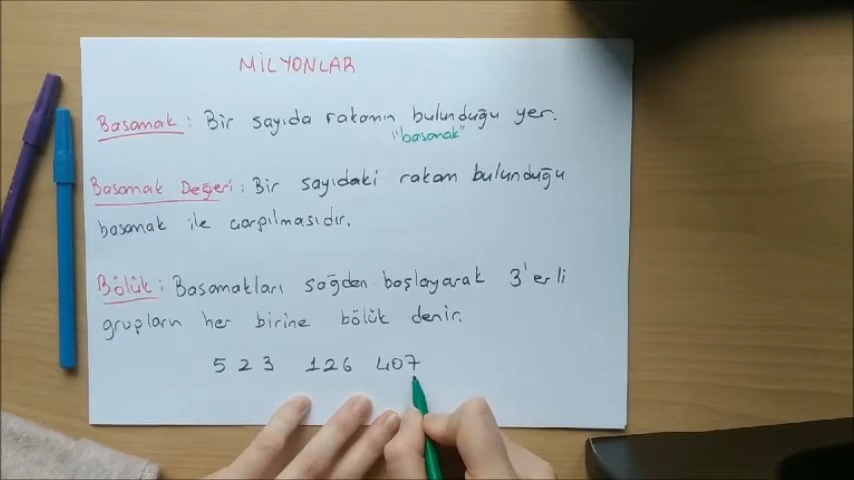 MİLYONLAR
Basamak: Bir sayıda rakamın bulunduğu yer.
"basamak"
Basamak Değeri: Bir sayıdaki rakam bulunduğu
basamak ile çarpılmasıdır.
Bölük: Basamakları sağdan başlayarak 3'erli
grupların her birine bölük denir.
523 126 407